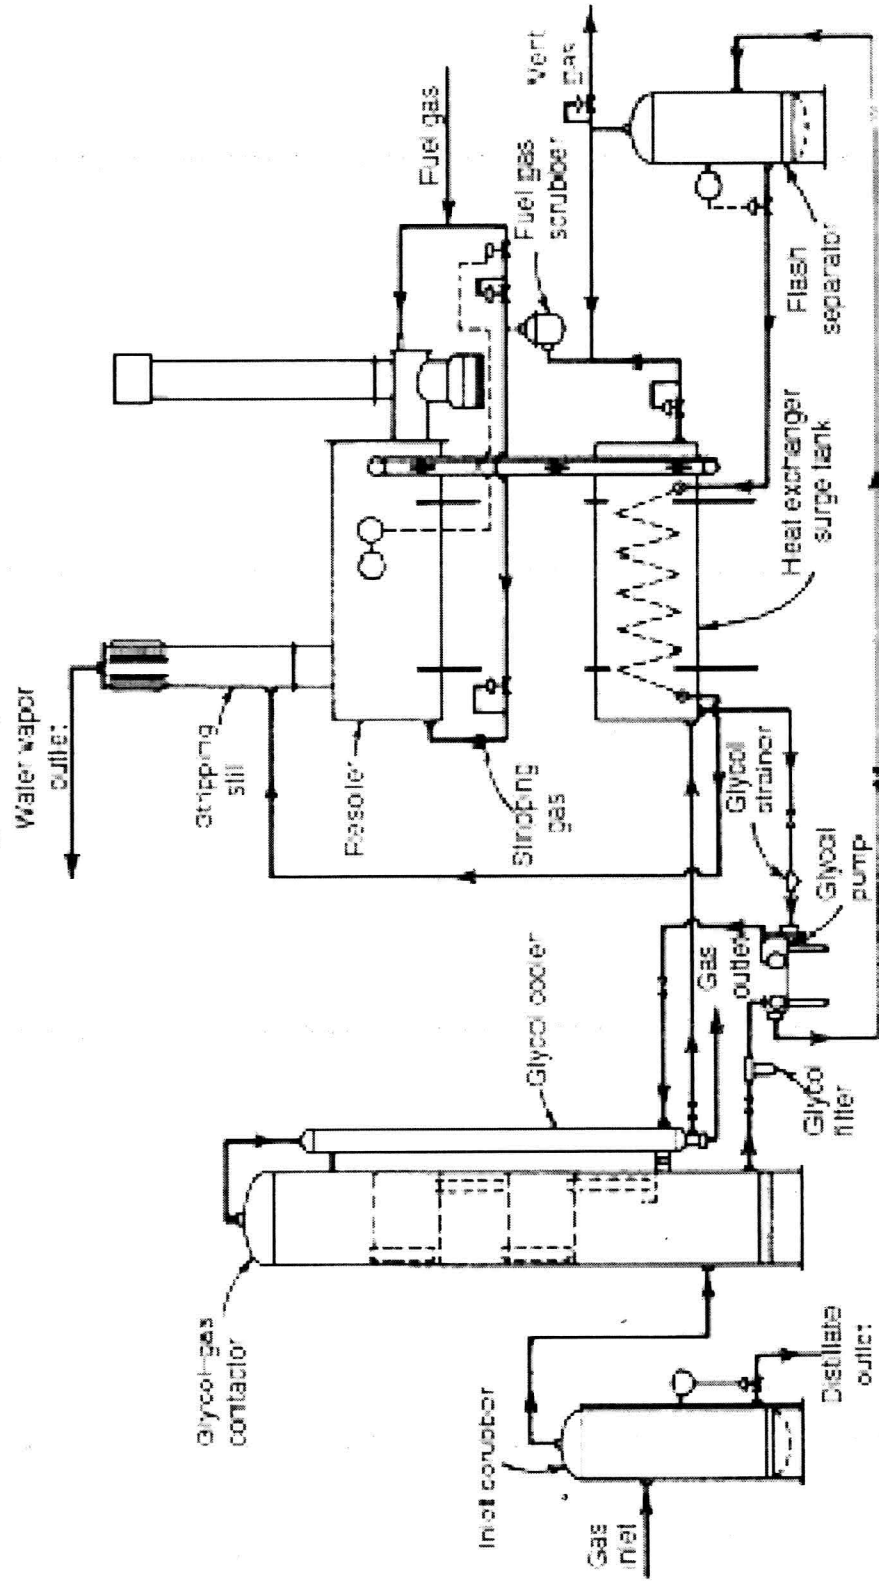 Water vapor
outlet
Glycol-gas
contactor
Stripping
still
Fuel gas
Reboiler
Vent
gas
Glycol cooler
Inlet scrubber
Stripping
gas
Fuel gas
scrubber
Gas
inlet
Gas
outlet
Glycol
strainer
Heat exchanger
surge tank
Flash
separator
Distillate
outlet
Glycol
filter
Glycol
pump